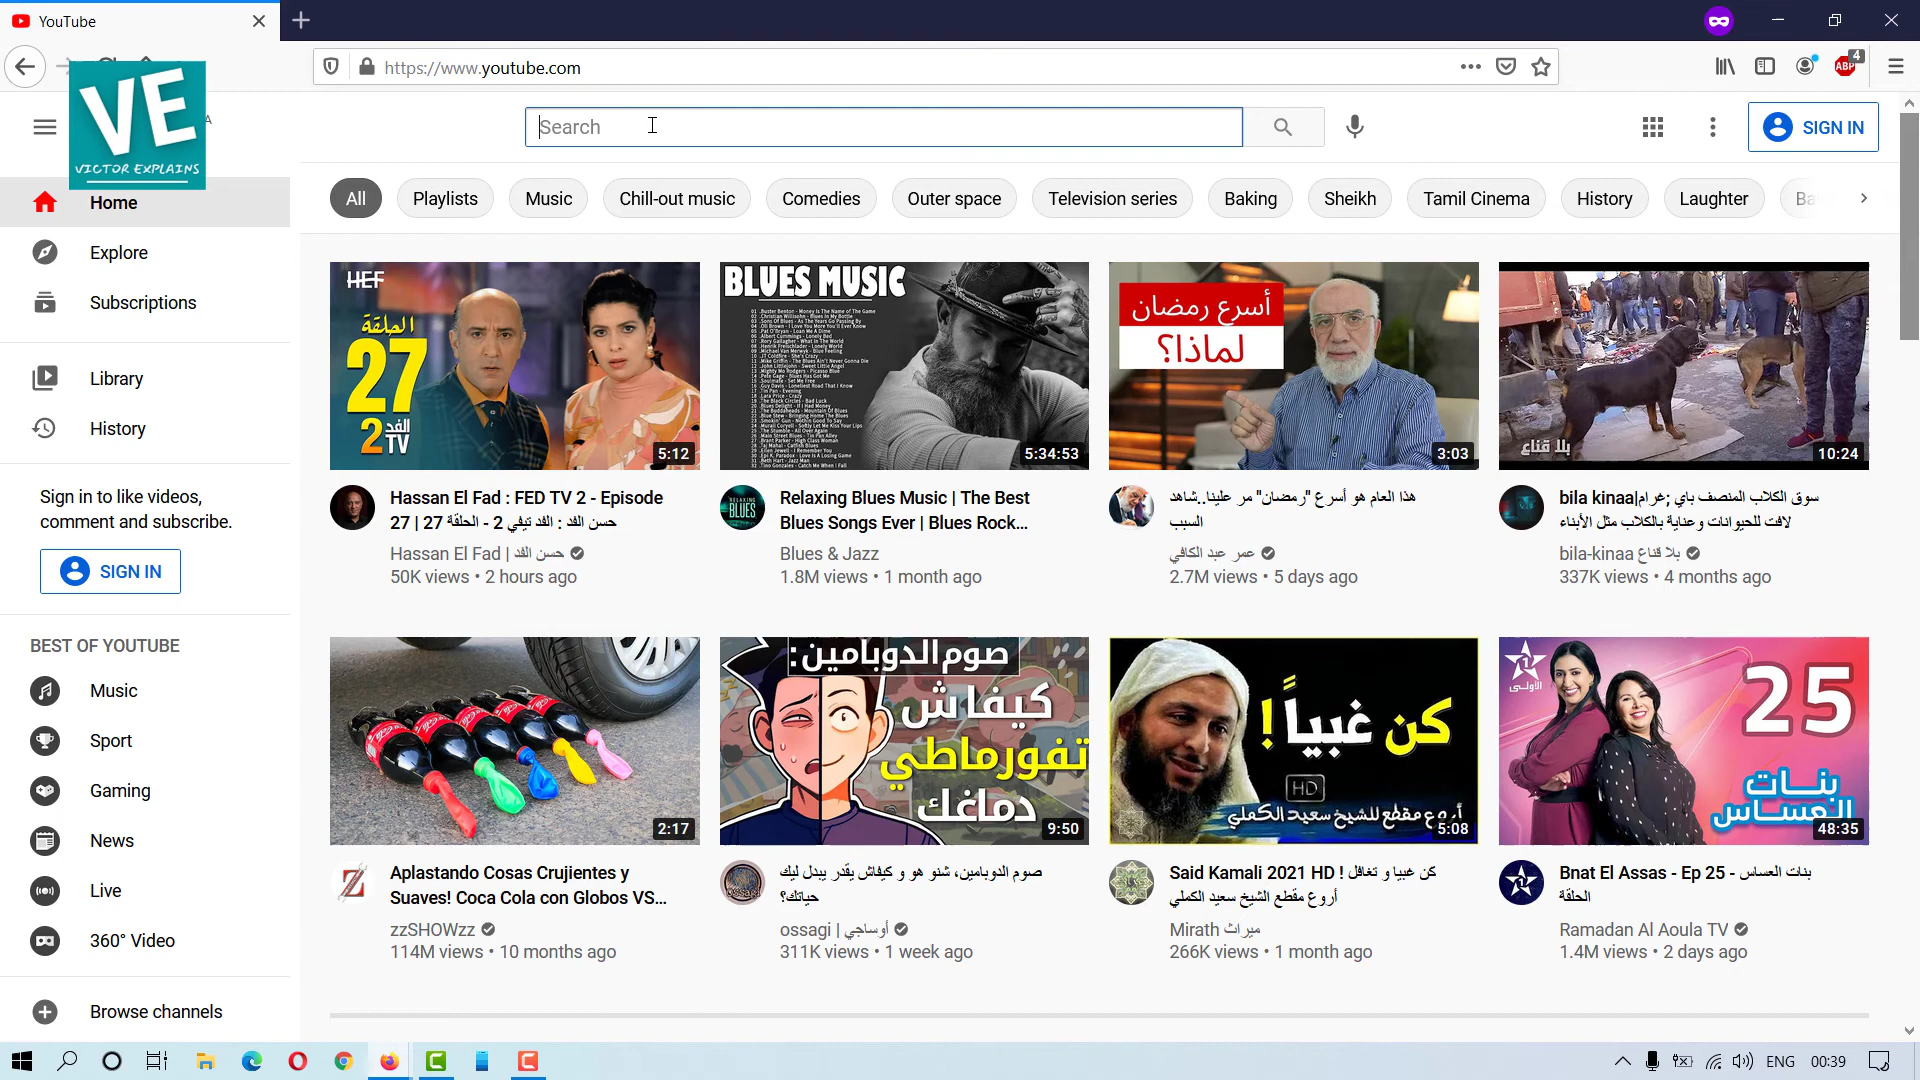 YouTube
https://www.youtube.com
4
ABP
VE
VICTOR EXPLAINS
Search
SIGN IN
Home
Explore
Subscriptions
Library
History
Sign in to like videos,
comment and subscribe.
SIGN IN
BEST OF YOUTUBE
Music
Sport
Gaming
News
Live
360° Video
Browse channels
All
Playlists
Music
Chill-out music
Comedies
Outer space
Television series
Baking
Sheikh
Tamil Cinema
History
Laughter
HEF
الحلقة
27
2 الفد
TV
5:12
Hassan El Fad : FED TV 2 - Episode
27 | حسن الفد : الفد تيفي 2 - الحلقة 27
Hassan El Fad | حسن الفد
50K views • 2 hours ago
BLUES MUSIC
5:34:53
Relaxing Blues Music | The Best
Blues Songs Ever | Blues Rock...
Blues & Jazz
1.8M views • 1 month ago
أسرع رمضان
لماذا؟
3:03
هذا العام هو أسرع "رمضان" مر علينا..شاهد
السبب
عمر عبد الكافي
2.7M views • 5 days ago
بلا قناع
10:24
bila kinaa|سوق الكلاب المنصف باي ;غرام
لافت للحيوانات وعناية بالكلاب مثل الأبناء
bila-kinaa بلا قناع
337K views • 4 months ago
2:17
Aplastando Cosas Crujientes y
Suaves! Coca Cola con Globos VS...
zzSHOWzz
114M views • 10 months ago
صوم الدوبامين:
كيفاش
تفورماطي
دماغك
9:50
صوم الدوبامين، شنو هو و كيفاش يقدر يبدل ليك
حياتك؟
ossagi | أوساجي
311K views • 1 week ago
كن غبياً !
HD
أروع مقطع للشيخ سعيد الكملي
5:08
Said Kamali 2021 HD ! كن غبيا و تغافل
أروع مقطع الشيخ سعيد الكملي
Mirath ميراث
266K views • 1 month ago
الأولى
25
بنات
العساس
48:35
Bnat El Assas - Ep 25 - بنات العساس
الحلقة
Ramadan Al Aoula TV
1.4M views • 2 days ago
ENG
00:39